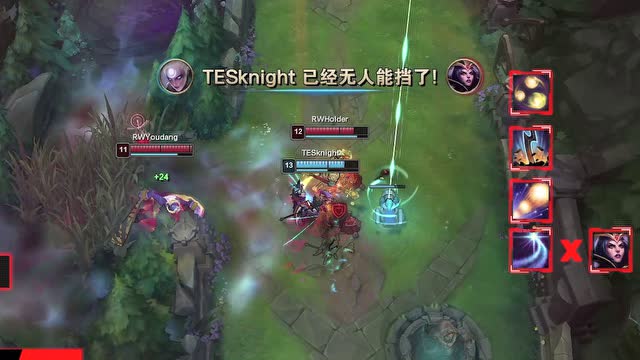 TESknight 已经无人能挡了!
RWHolder
12
RWYoudang
11
TESknight
13
+24